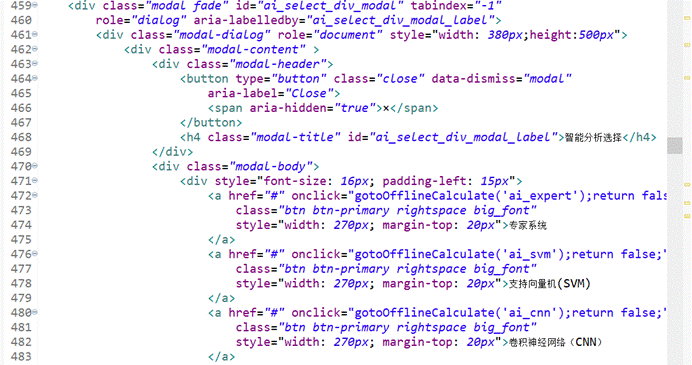 459 <div class="modal fade" id="ai_select_div_modal" tabindex="-1"
460 role="dialog" aria-labelledby="ai_select_div_modal_label">
461 <div class="modal-dialog" role="document" style="width: 380px;height:500px">
462 <div class="modal-content" >
463 <div class="modal-header">
464 <button type="button" class="close" data-dismiss="modal"
465 aria-label="Close">
466 <span aria-hidden="true">×</span>
467 </button>
468 <h4 class="modal-title" id="ai_select_div_modal_label">智能分析选择</h4>
469 </div>
470 <div class="modal-body">
471 <div style="font-size: 16px; padding-left: 15px">
472 <a href="#" onclick="gotoOfflineCalculate('ai_expert');return fals
473 class="btn btn-primary rightspace big_font"
474 style="width: 270px; margin-top: 20px">专家系统
475 </a>
476 <a href="#" onclick="gotoOfflineCalculate('ai_svm');return false;"
477 class="btn btn-primary rightspace big_font"
478 style="width: 270px; margin-top: 20px">支持向量机(SVM)
479 </a>
480 <a href="#" onclick="gotoOfflineCalculate('ai_cnn');return false;"
481 class="btn btn-primary rightspace big_font"
482 style="width: 270px; margin-top: 20px">卷积神经网络（CNN）
483 </a>